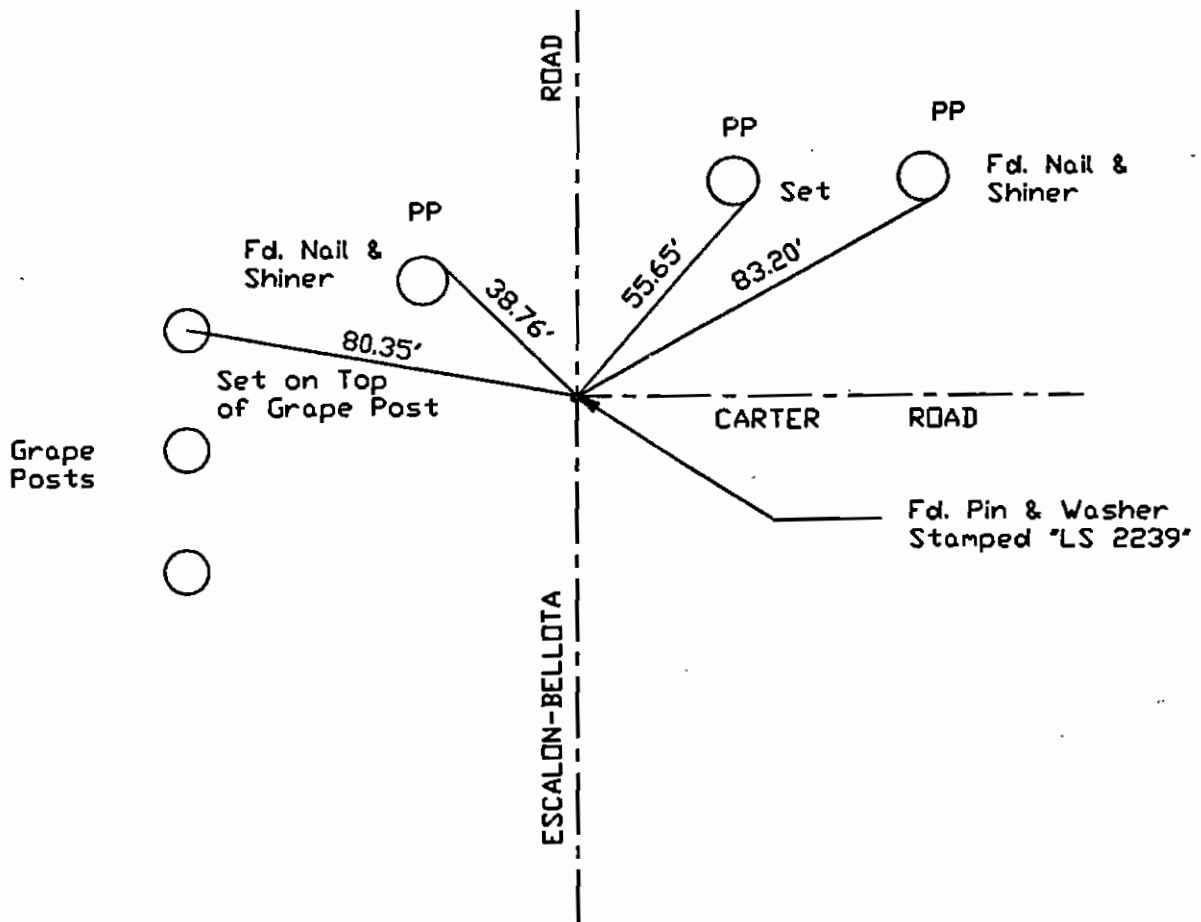 ROAD
PP
PP
Fd. Nail &
Shiner
Set
PP
Fd. Nail &
Shiner
38.76'
55.65'
83.20'
80.35'
Set on Top
of Grape Post
CARTER ROAD
Grape
Posts
Fd. Pin & Washer
Stamped "LS 2239"
ESCALON-BELLOTA